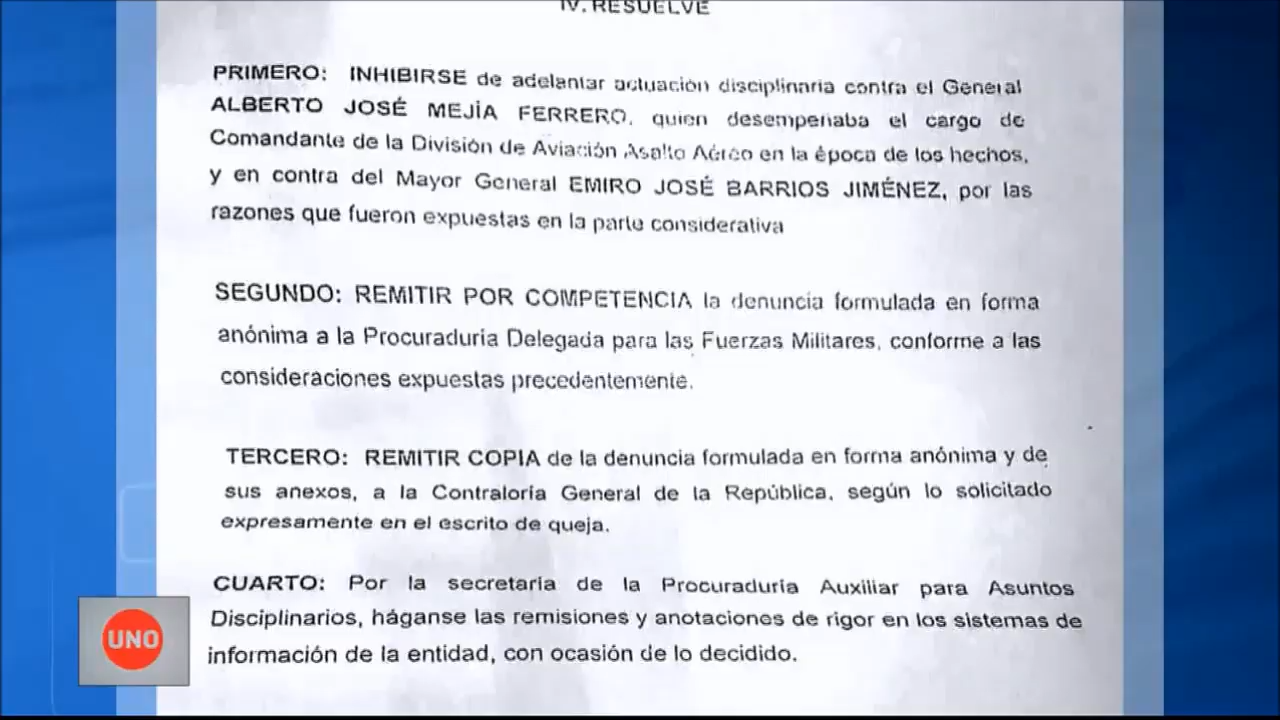 IV. RESUELVE
PRIMERO: INHIBIRSE de adelantar actuación disciplinaria contra el General
ALBERTO JOSÉ MEJÍA FERRERO, quien desempeñaba el cargo de
Comandante de la División de Aviación Asalto Aéreo en la época de los hechos,
y en contra del Mayor General EMIRO JOSÉ BARRIOS JIMÉNEZ, por las
razones que fueron expuestas en la parte considerativa
SEGUNDO: REMITIR POR COMPETENCIA la denuncia formulada en forma
anónima a la Procuraduría Delegada para las Fuerzas Militares, conforme a las
consideraciones expuestas precedentemente.
TERCERO: REMITIR COPIA de la denuncia formulada en forma anónima y de
sus anexos, a la Contraloría General de la República, según lo solicitado
expresamente en el escrito de queja.
CUARTO: Por la secretaría de la Procuraduría Auxiliar para Asuntos
Disciplinarios, háganse las remisiones y anotaciones de rigor en los sistemas de
información de la entidad, con ocasión de lo decidido.
UNO